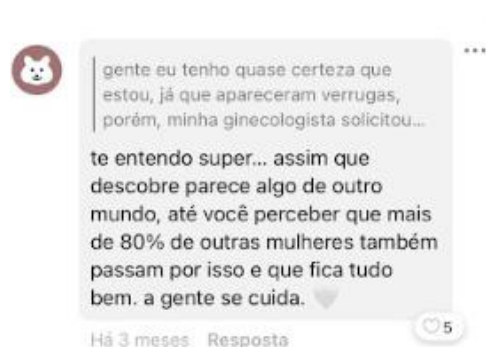 gente eu tenho quase certeza que
estou, já que apareceram verrugas,
porém, minha ginecologista solicitou...
te entendo super... assim que
descobre parece algo de outro
mundo, até você perceber que mais
de 80% de outras mulheres também
passam por isso e que fica tudo
bem. a gente se cuida.
5
Há 3 meses Resposta